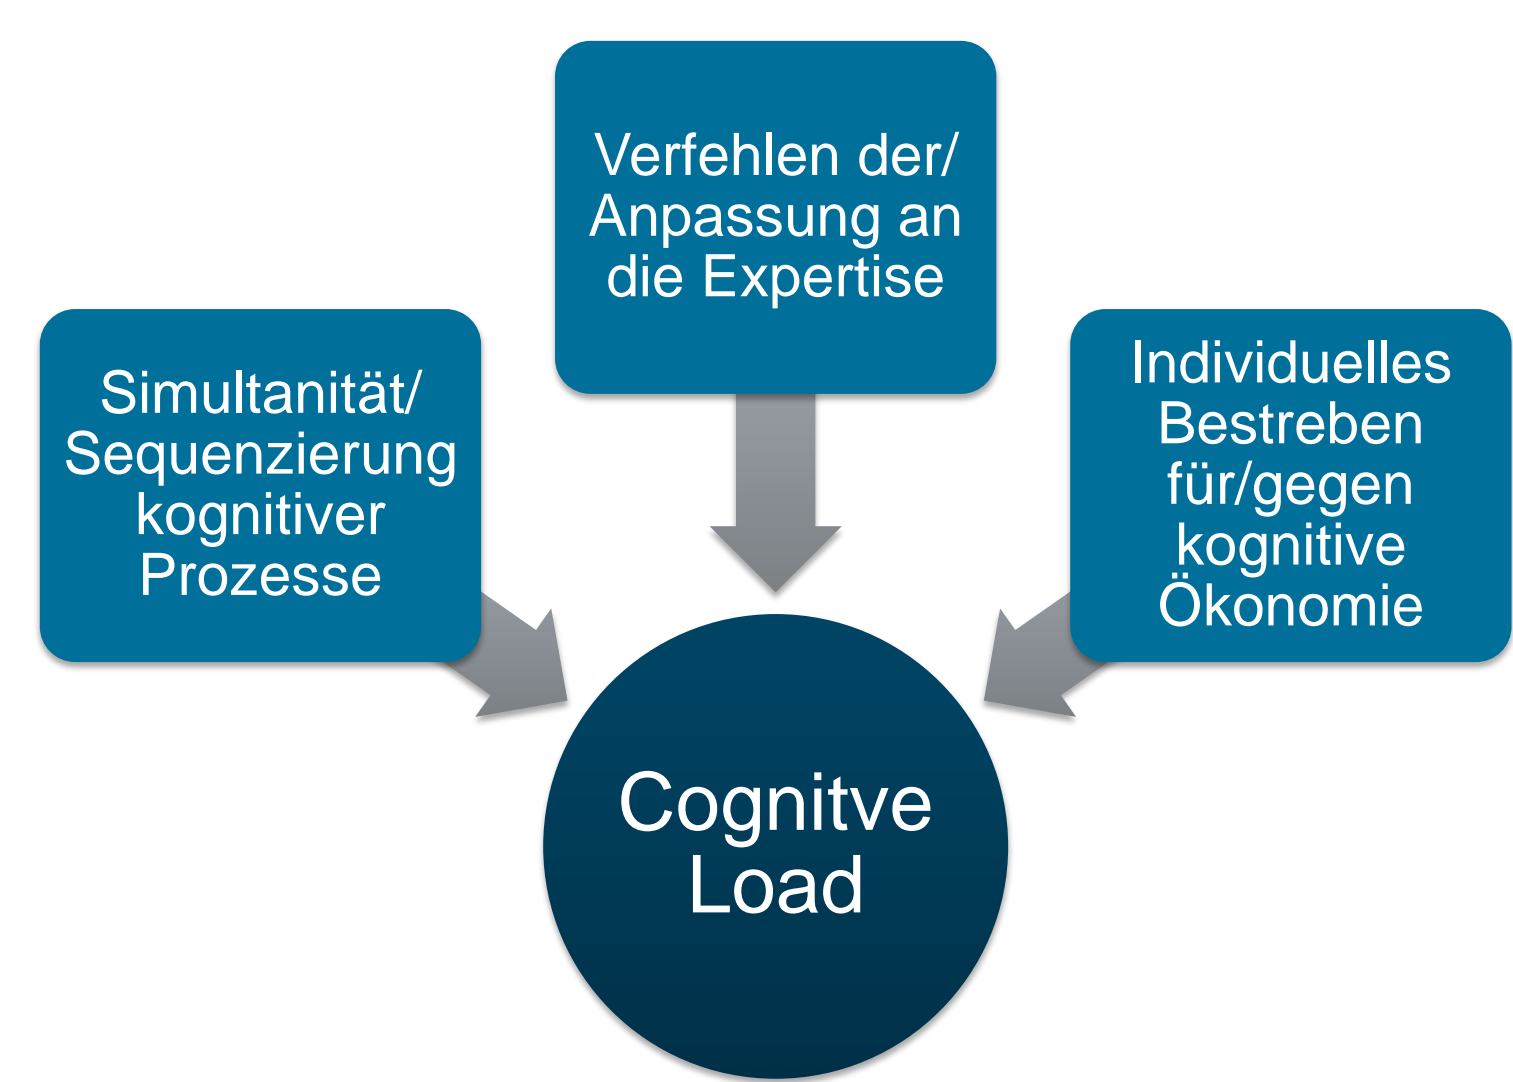 Verfehlen der/
Anpassung an
die Expertise
Simultanität/
Sequenzierung
kognitiver
Prozesse
Individuelles
Bestreben
für/gegen
kognitive
Ökonomie
Cognitve
Load